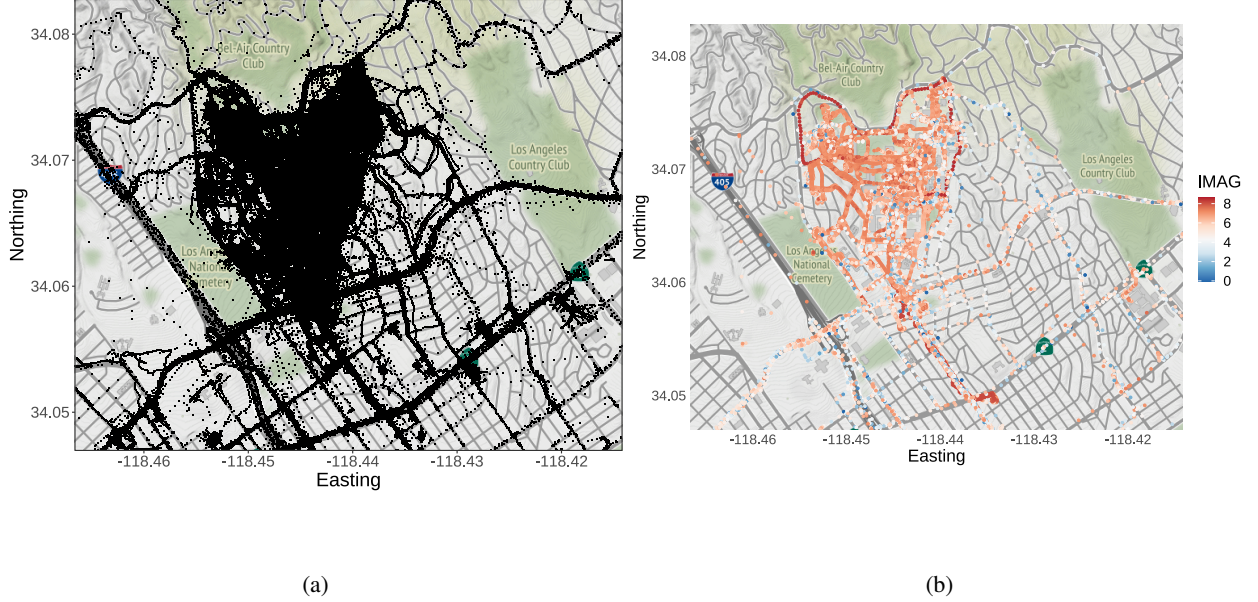 34.08
34.07
34.06
34.05
Northing
Bel-Air Country
Club
Los Angeles
Country Club
Los Angeles
National
Cemetery
-118.46
-118.45
-118.44
-118.43
-118.42
Easting
(a)
34.08
34.07
34.06
34.05
Northing
Bel-Air Country
Club
405
Los Angeles
Country Club
Los Angeles
National
Cemetery
-118.46
-118.45
-118.44
-118.43
-118.42
Easting
IMAG
8
6
4
2
0
(b)